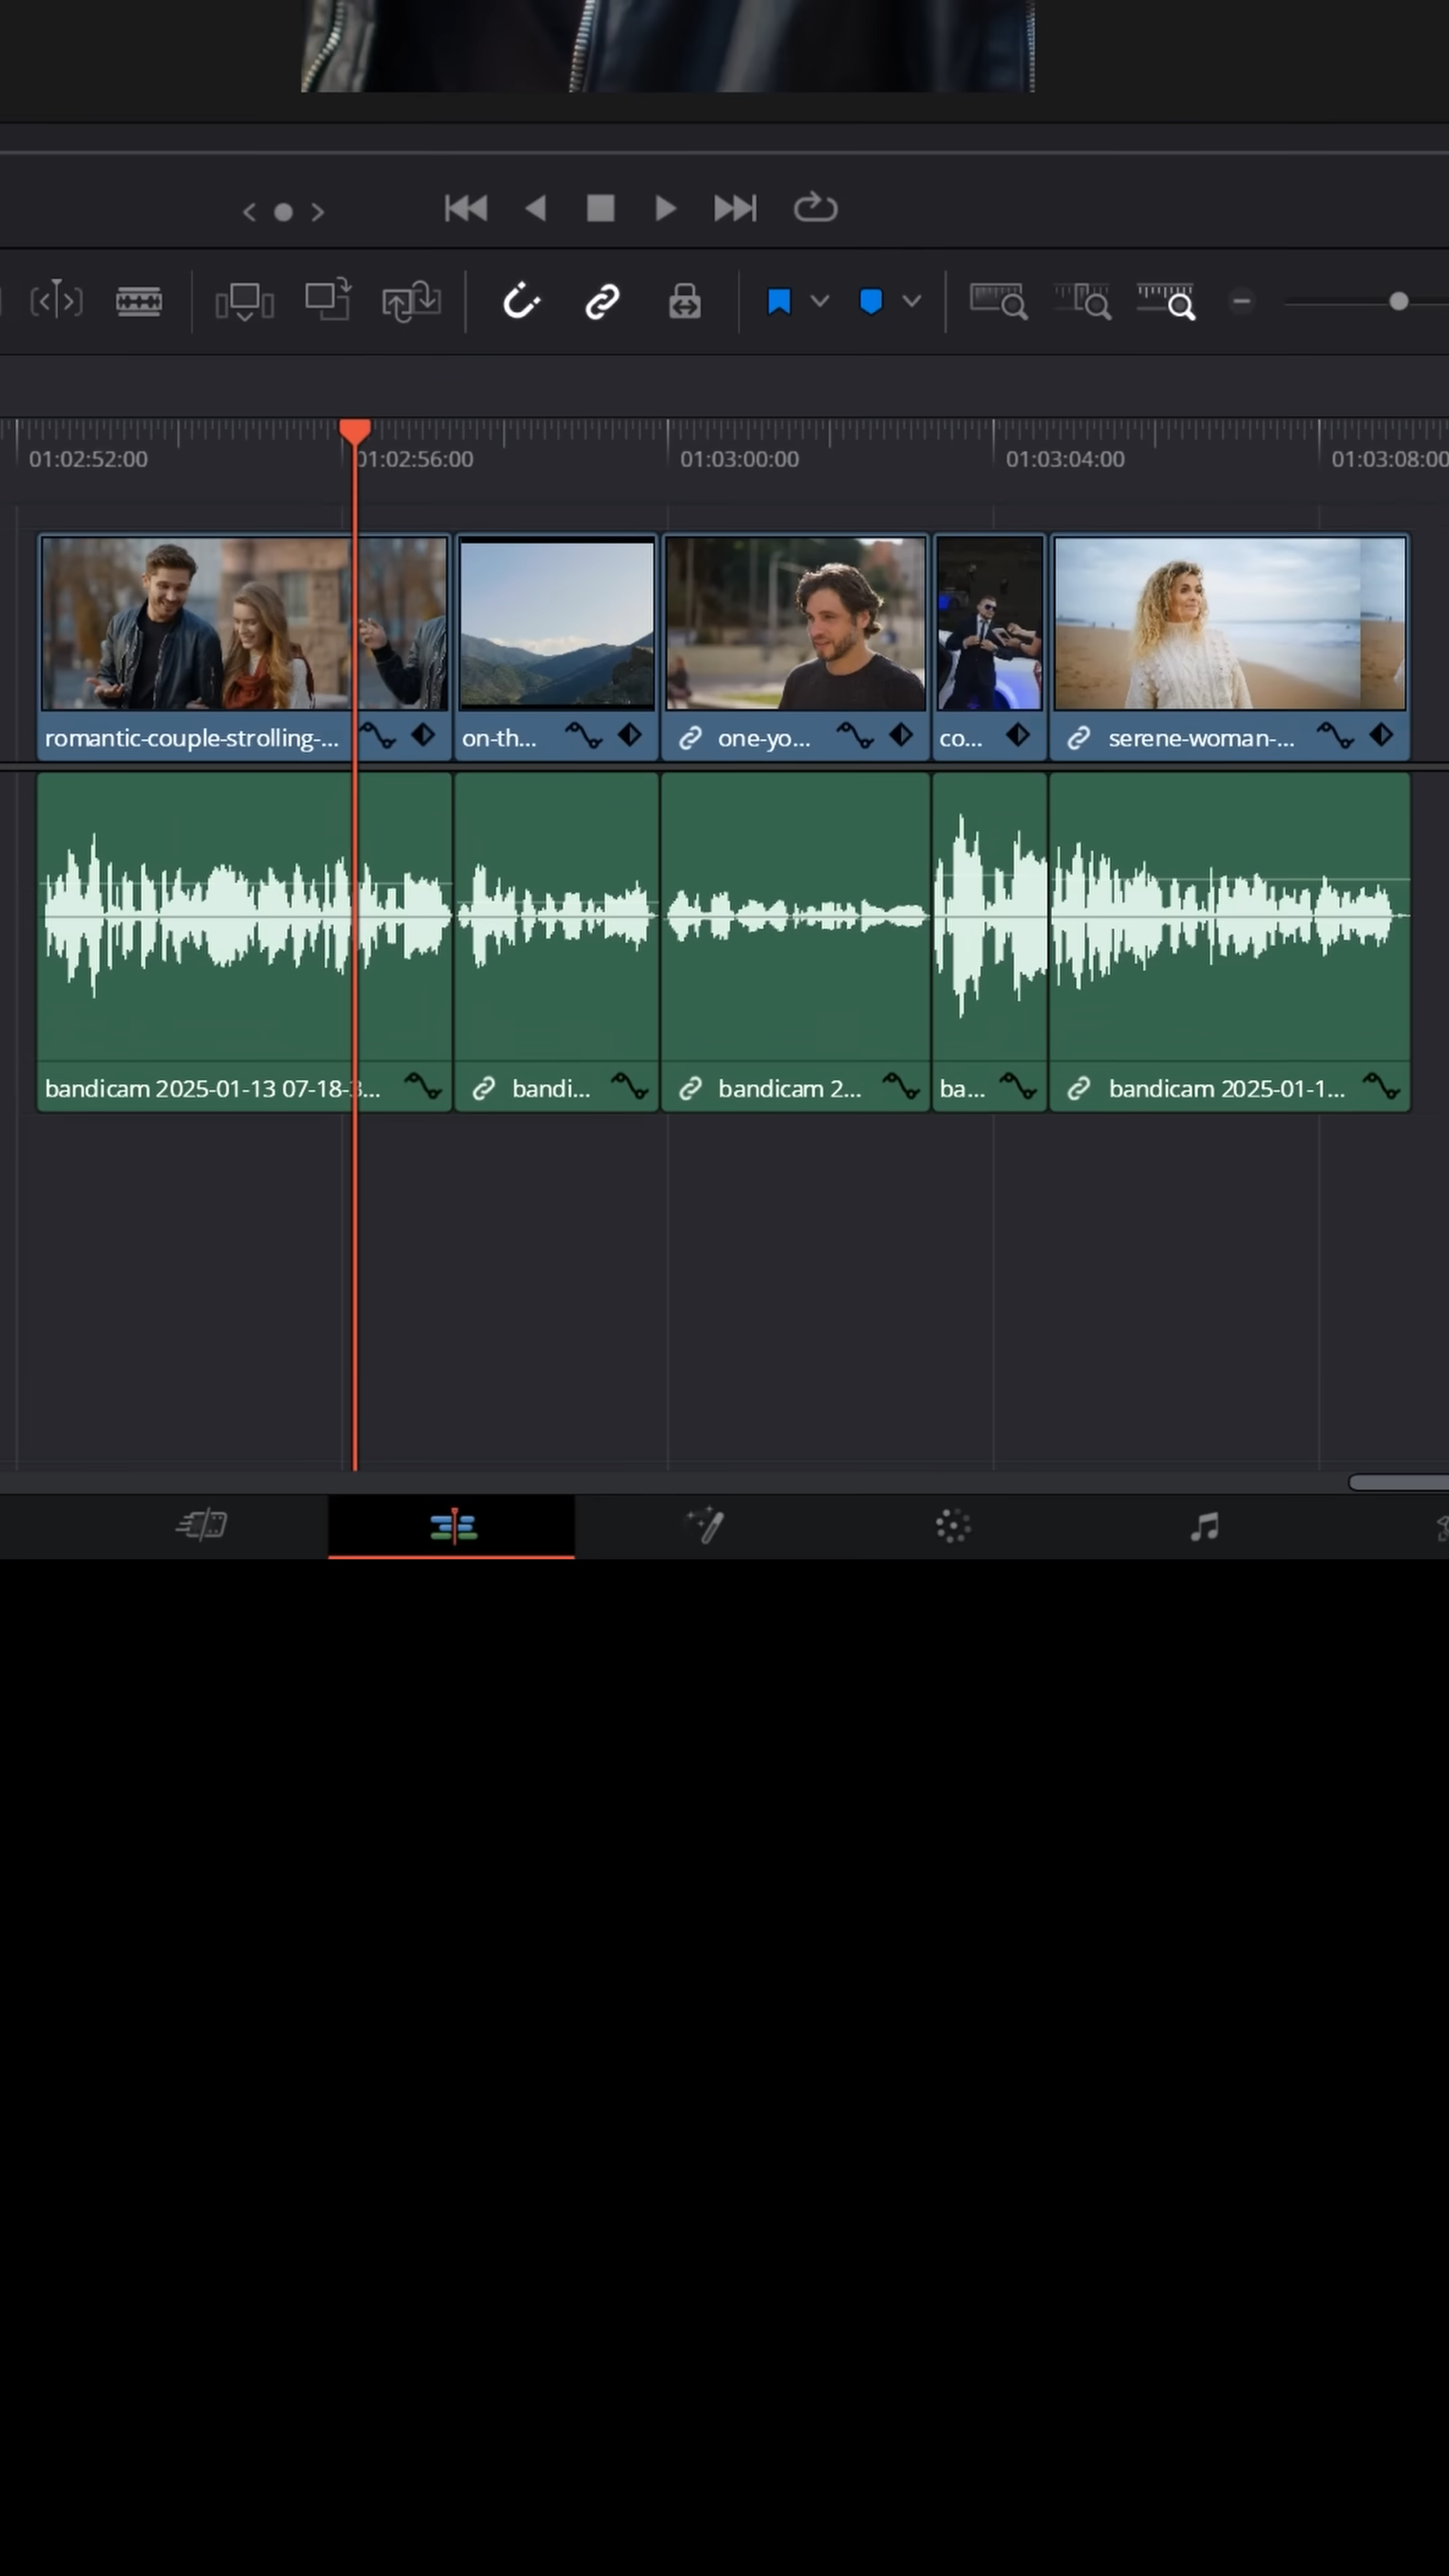 01:02:52:00 01:02:56:00 01:03:00:00 01:03:04:00 01:03:08:00
romantic-couple-strolling-... on-th... one-yo... co... serene-woman-...
bandicam 2025-01-13 07-18-3... bandi... bandicam 2... ba... bandicam 2025-01-1...